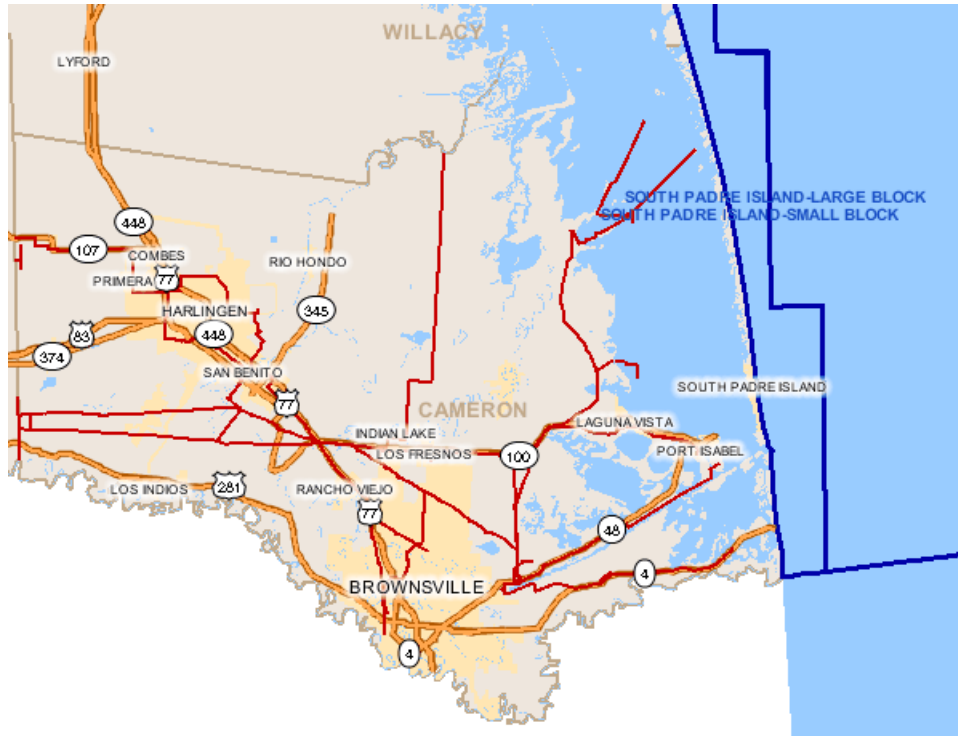 WILLACY
LYFORD
SOUTH PADRE ISLAND-LARGE BLOCK
SOUTH PADRE ISLAND-SMALL BLOCK
448
107
COMBES
RIO HONDO
PRIMERA
77
HARLINGEN
345
83
448
374
SAN BENITO
SOUTH PADRE ISLAND
77
CAMERON
LAGUNA VISTA
INDIAN LAKE
LOS FRESNOS
100
PORT ISABEL
LOS INDIOS
281
RANCHO VIEJO
77
48
4
BROWNSVILLE
4